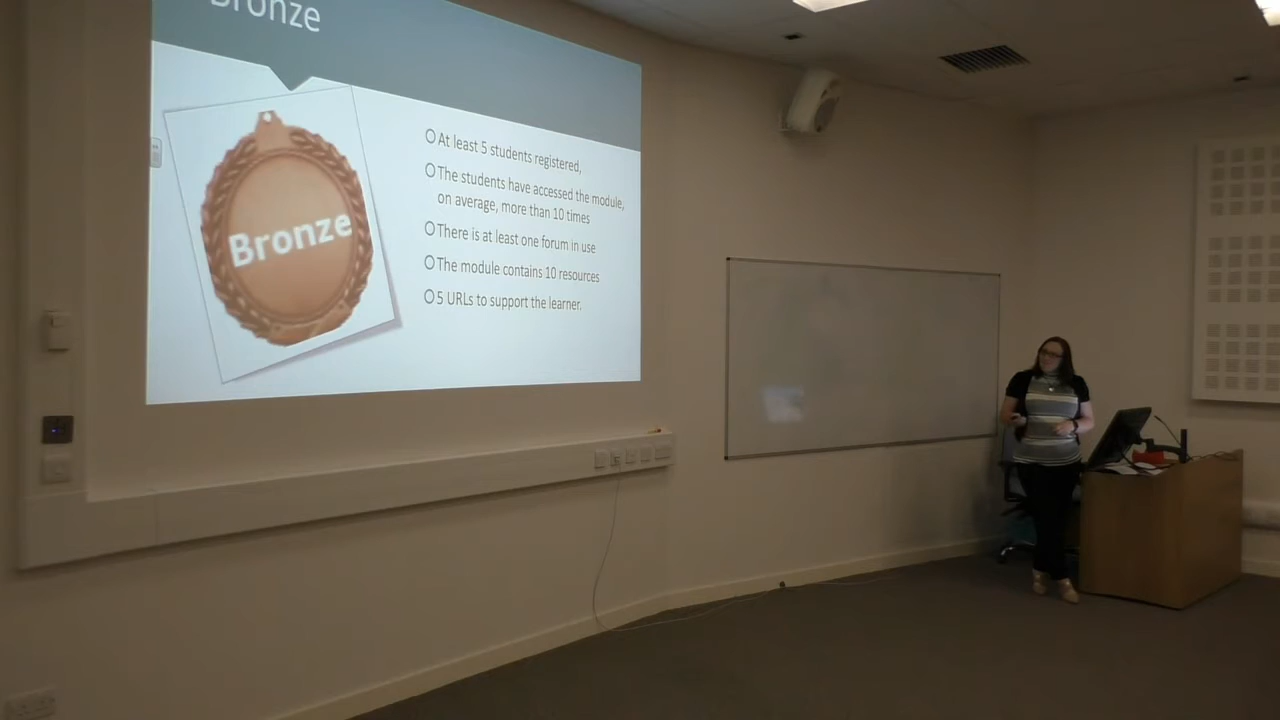 Bronze
Bronze
At least 5 students registered,
The students have accessed the module,
on average, more than 10 times
There is at least one forum in use
The module contains 10 resources
5 URLs to support the learner.